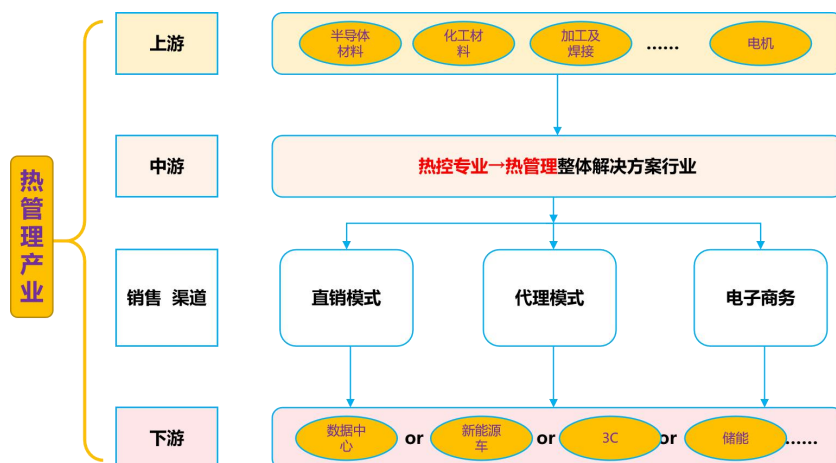 热管理产业
上游
半导体
材料
化工材
料
加工及
焊接
......
电机
中游
热控专业→热管理整体解决方案行业
销售 渠道
直销模式
代理模式
电子商务
下游
数据中
心
or
新能源
车
or
3C
or
储能
......